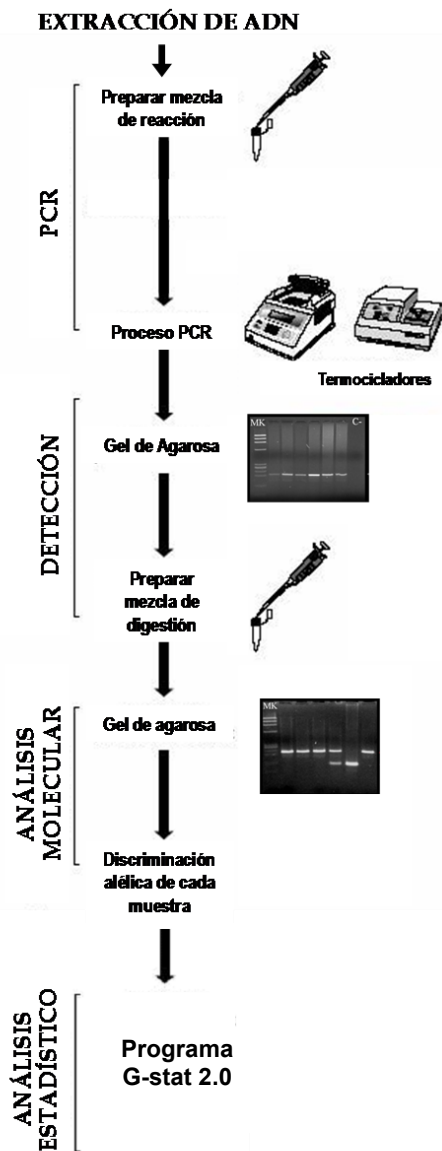 EXTRACCIÓN DE ADN
PCR
Preparar mezcla
de reacción
Proceso PCR
Termocicladores
DETECCIÓN
Gel de Agarosa
MK
C-
Preparar
mezcla de
digestión
ANÁLISIS
MOLECULAR
Gel de agarosa
MK
Discriminación
alélica de cada
muestra
ANÁLISIS
ESTADÍSTICO
Programa
G-stat 2.0